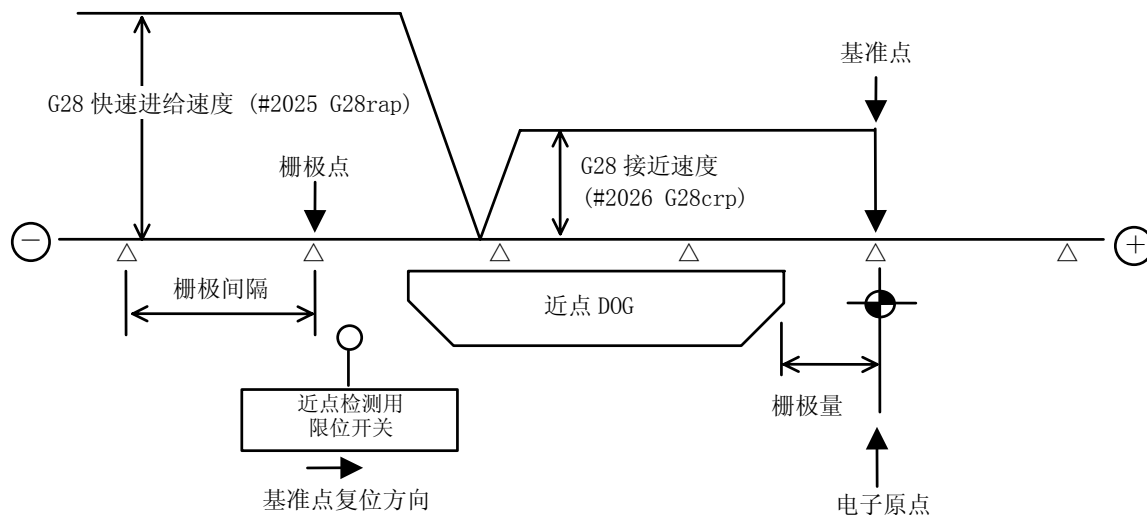 基准点
G28 快速进给速度 (#2025 G28rap)
栅极点
G28 接近速度
(#2026 G28crp)
－
＋
栅极间隔
近点 DOG
近点检测用
限位开关
栅极量
基准点复位方向
电子原点